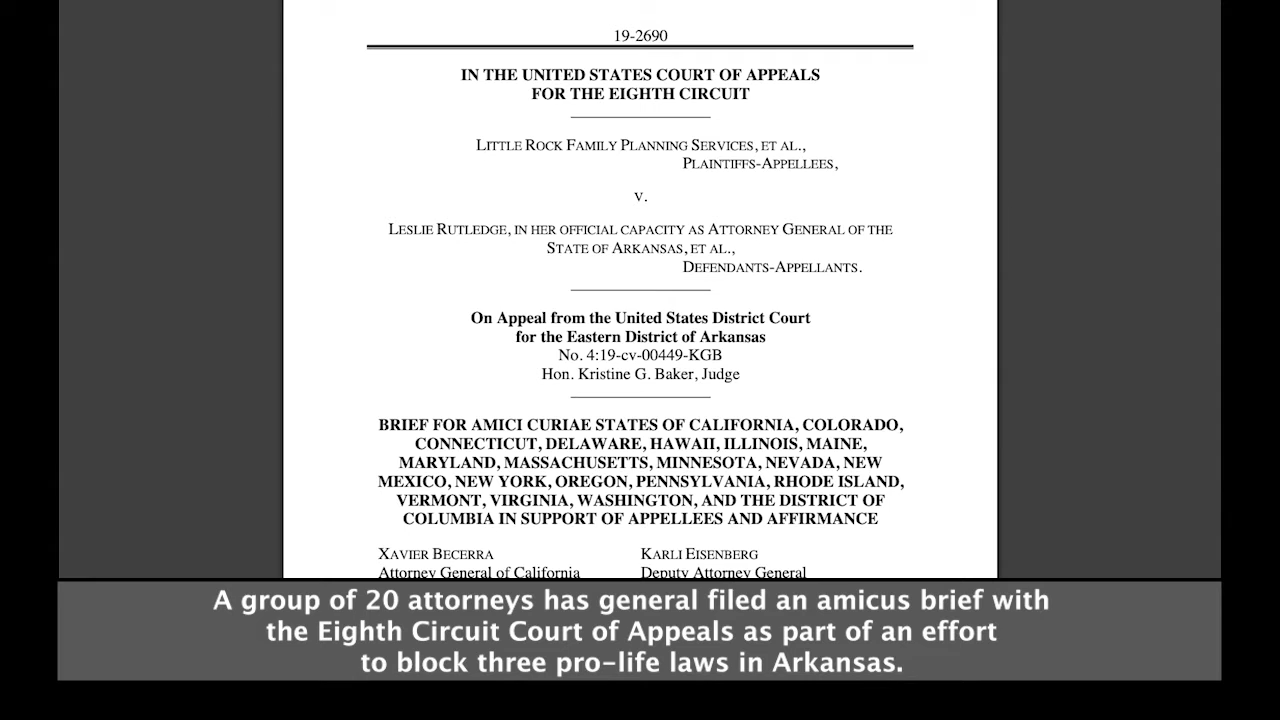 19-2690
IN THE UNITED STATES COURT OF APPEALS
FOR THE EIGHTH CIRCUIT
LITTLE ROCK FAMILY PLANNING SERVICES, ET AL.,
PLAINTIFFS-APPELLEES,
v.
LESLIE RUTLEDGE, IN HER OFFICIAL CAPACITY AS ATTORNEY GENERAL OF THE
STATE OF ARKANSAS, ET AL.,
DEFENDANTS-APPELLANTS.
On Appeal from the United States District Court
for the Eastern District of Arkansas
No. 4:19-cv-00449-KGB
Hon. Kristine G. Baker, Judge
BRIEF FOR AMICI CURIAE STATES OF CALIFORNIA, COLORADO,
CONNECTICUT, DELAWARE, HAWAII, ILLINOIS, MAINE,
MARYLAND, MASSACHUSETTS, MINNESOTA, NEVADA, NEW
MEXICO, NEW YORK, OREGON, PENNSYLVANIA, RHODE ISLAND,
VERMONT, VIRGINIA, WASHINGTON, AND THE DISTRICT OF
COLUMBIA IN SUPPORT OF APPELLEES AND AFFIRMANCE
XAVIER BECERRA KARLI EISENBERG
Attorney General of California Deputy Attorney General
A group of 20 attorneys has general filed an amicus brief with
the Eighth Circuit Court of Appeals as part of an effort
to block three pro-life laws in Arkansas.